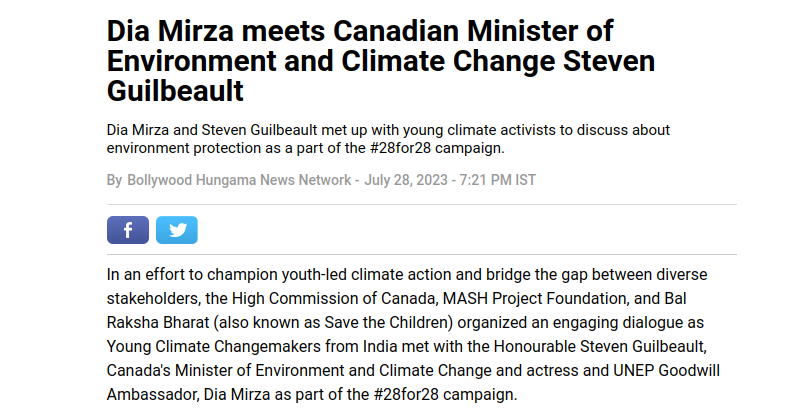 Dia Mirza meets Canadian Minister of
Environment and Climate Change Steven
Guilbeault
Dia Mirza and Steven Guilbeault met up with young climate activists to discuss about
environment protection as a part of the #28for28 campaign.
By Bollywood Hungama News Network - July 28, 2023 - 7:21 PM IST
In an effort to champion youth-led climate action and bridge the gap between diverse
stakeholders, the High Commission of Canada, MASH Project Foundation, and Bal
Raksha Bharat (also known as Save the Children) organized an engaging dialogue as
Young Climate Changemakers from India met with the Honourable Steven Guilbeault,
Canada's Minister of Environment and Climate Change and actress and UNEP Goodwill
Ambassador, Dia Mirza as part of the #28for28 campaign.